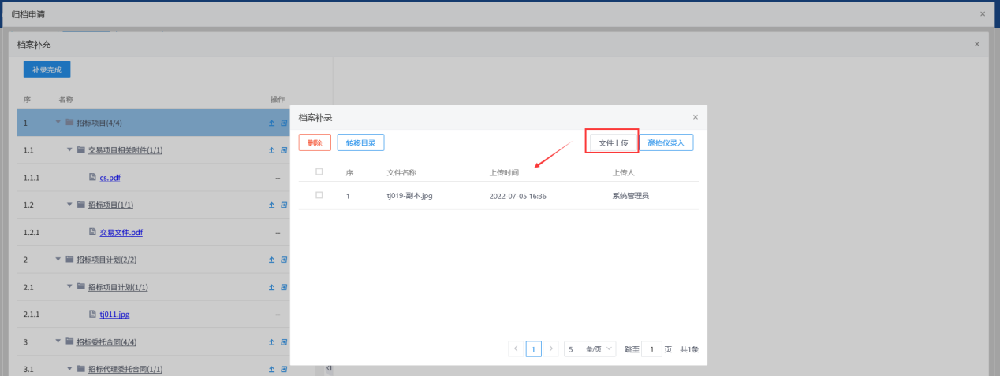 归档申请
档案补充
补录完成
序 名称 操作
1 招标项目(4/4)
1.1 交易项目相关附件(1/1)
1.1.1 cs.pdf --
1.2 招标项目(1/1)
1.2.1 交易文件.pdf --
2 招标项目计划(2/2)
2.1 招标项目计划(1/1)
2.1.1 tj011.jpg --
3 招标委托合同(4/4)
3.1 招标代理委托合同(1/1)
档案补录
删除 转移目录 文件上传 高拍仪录入
序 文件名称 上传时间 上传人
1 tj019-副本.jpg 2022-07-05 16:36 系统管理员
1 5 条/页 跳至 1 页 共1条